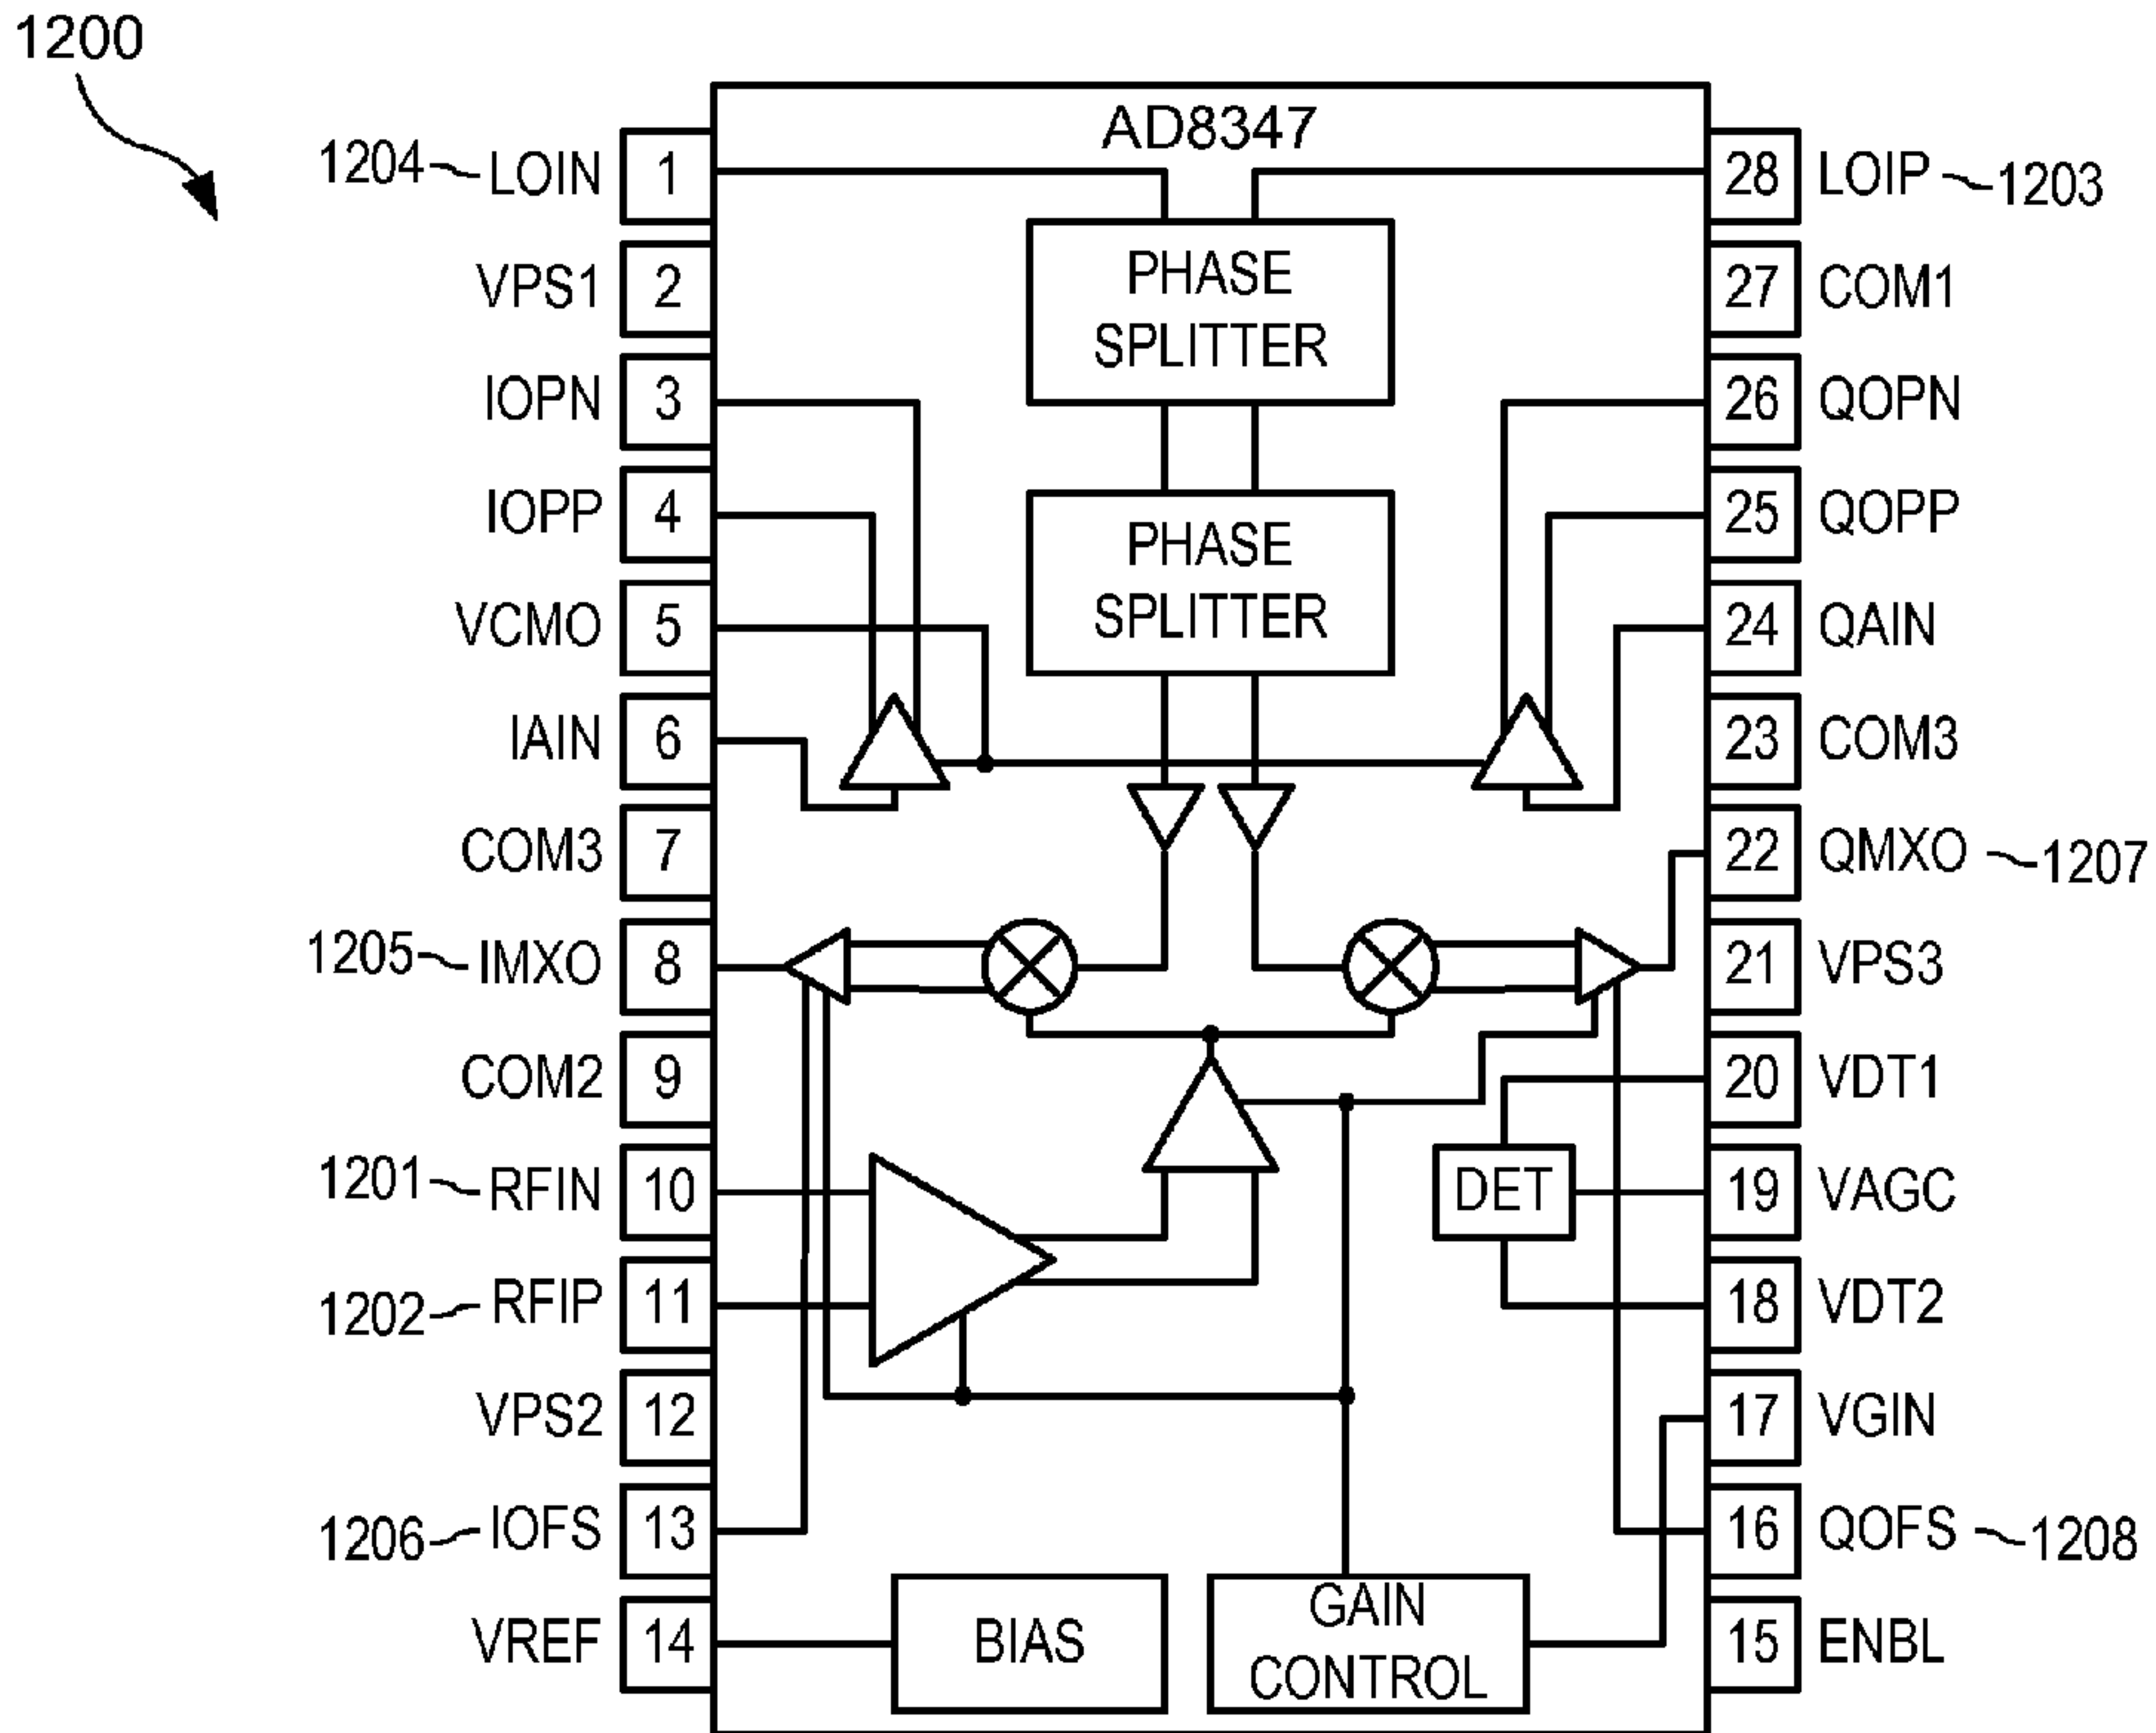 1200
AD8347
1204 LOIN 1
28 LOIP 1203
PHASE
SPLITTER
VPS1 2
27 COM1
IOPN 3
26 QOPN
IOPP 4
25 QOPP
PHASE
SPLITTER
VCMO 5
24 QAIN
IAIN 6
23 COM3
COM3 7
22 QMXO 1207
1205 IMXO 8
21 VPS3
COM2 9
20 VDT1
1201 RFIN 10
DET
19 VAGC
1202 RFIP 11
18 VDT2
VPS2 12
17 VGIN
1206 IOFS 13
16 QOFS 1208
VREF 14
BIAS
GAIN
CONTROL
15 ENBL